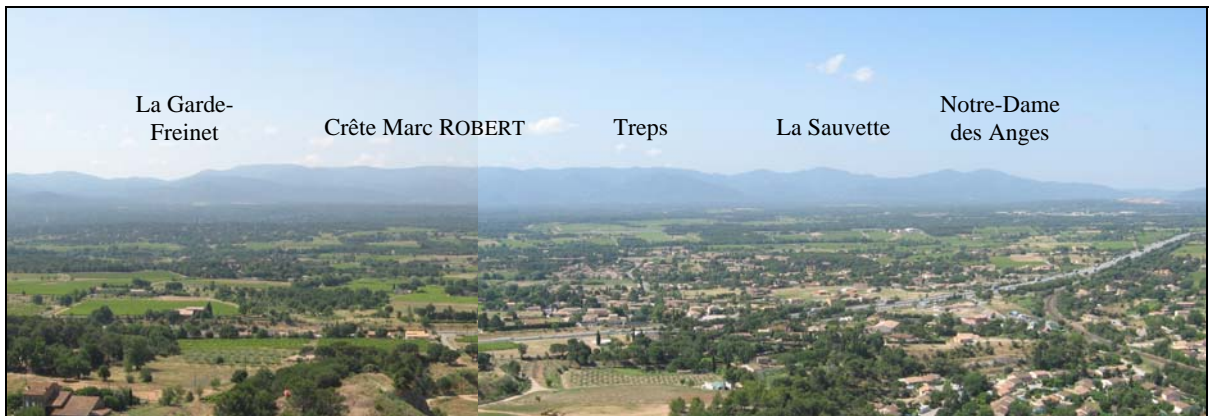 La Garde-
Freinet
Crête Marc ROBERT
Treps
La Sauvette
Notre-Dame
des Anges